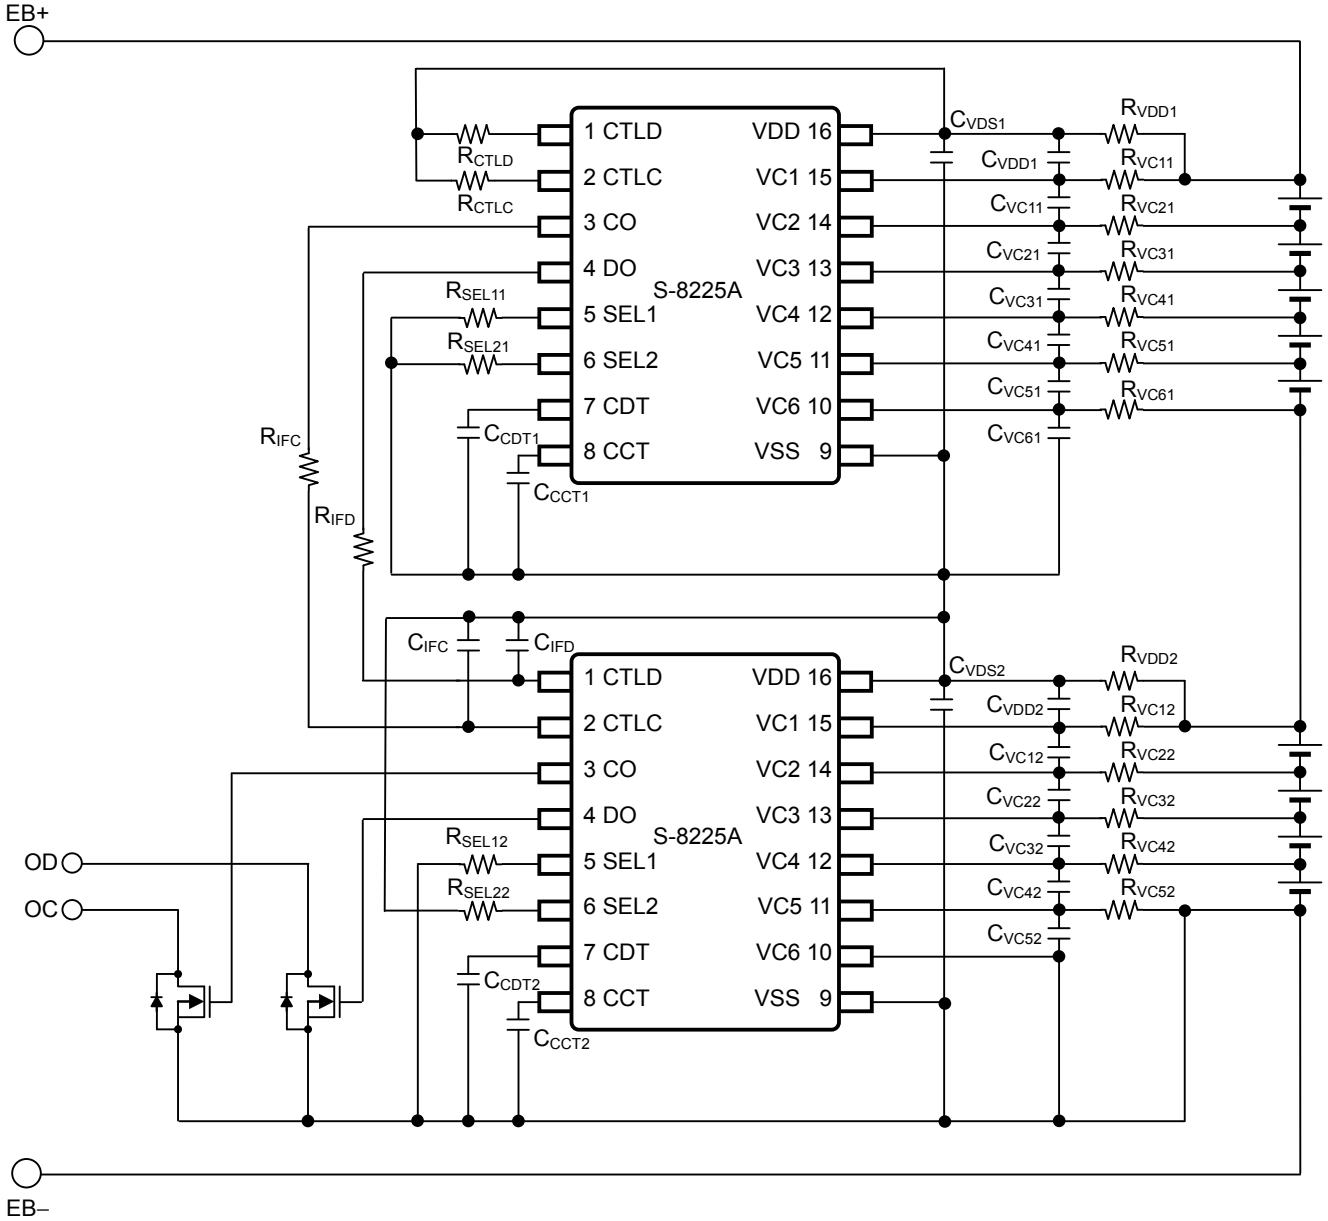 EB+
1 CTLD
2 CTLC
3 CO
4 DO
5 SEL1
6 SEL2
7 CDT
8 CCT
VDD 16
VC1 15
VC2 14
VC3 13
VC4 12
VC5 11
VC6 10
VSS 9
S-8225A
RCTLD
RCTLC
RSEL11
RSEL21
CCDT1
CCCT1
RIFC
RIFD
CVDS1
CVDD1
CVC11
CVC21
CVC31
CVC41
CVC51
CVC61
RVDD1
RVC11
RVC21
RVC31
RVC41
RVC51
RVC61
CIFC
CIFD
1 CTLD
2 CTLC
3 CO
4 DO
5 SEL1
6 SEL2
7 CDT
8 CCT
VDD 16
VC1 15
VC2 14
VC3 13
VC4 12
VC5 11
VC6 10
VSS 9
S-8225A
RSEL12
RSEL22
CCDT2
CCCT2
CVDS2
CVDD2
CVC12
CVC22
CVC32
CVC42
CVC52
RVDD2
RVC12
RVC22
RVC32
RVC42
RVC52
OD
OC
EB–